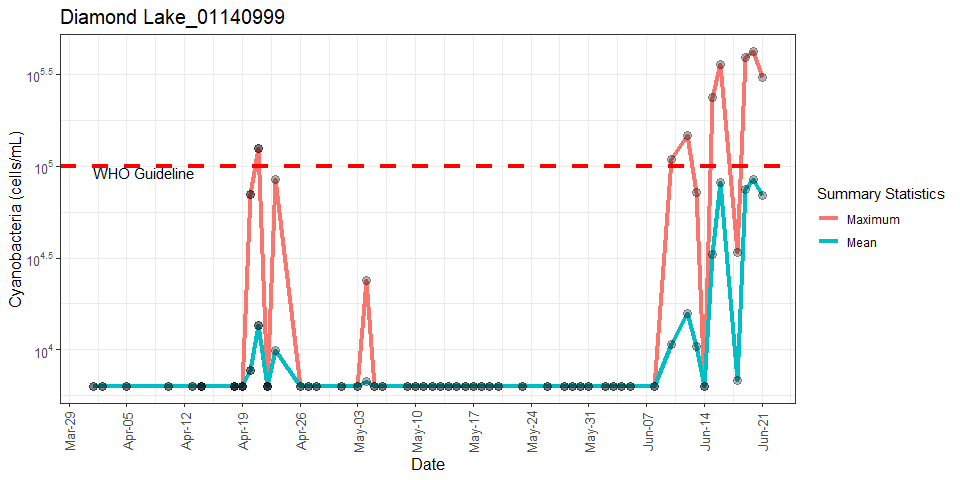 Diamond Lake_01140999
Cyanobacteria (cells/mL)
10^5.5
10^5
10^4.5
10^4
WHO Guideline
Mar-29
Apr-05
Apr-12
Apr-19
Apr-26
May-03
May-10
May-17
May-24
May-31
Jun-07
Jun-14
Jun-21
Date
Summary Statistics
Maximum
Mean